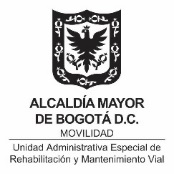 ALCALDÍA MAYOR
DE BOGOTÁ D.C.
MOVILIDAD
Unidad Administrativa Especial de
Rehabilitación y Mantenimiento Vial